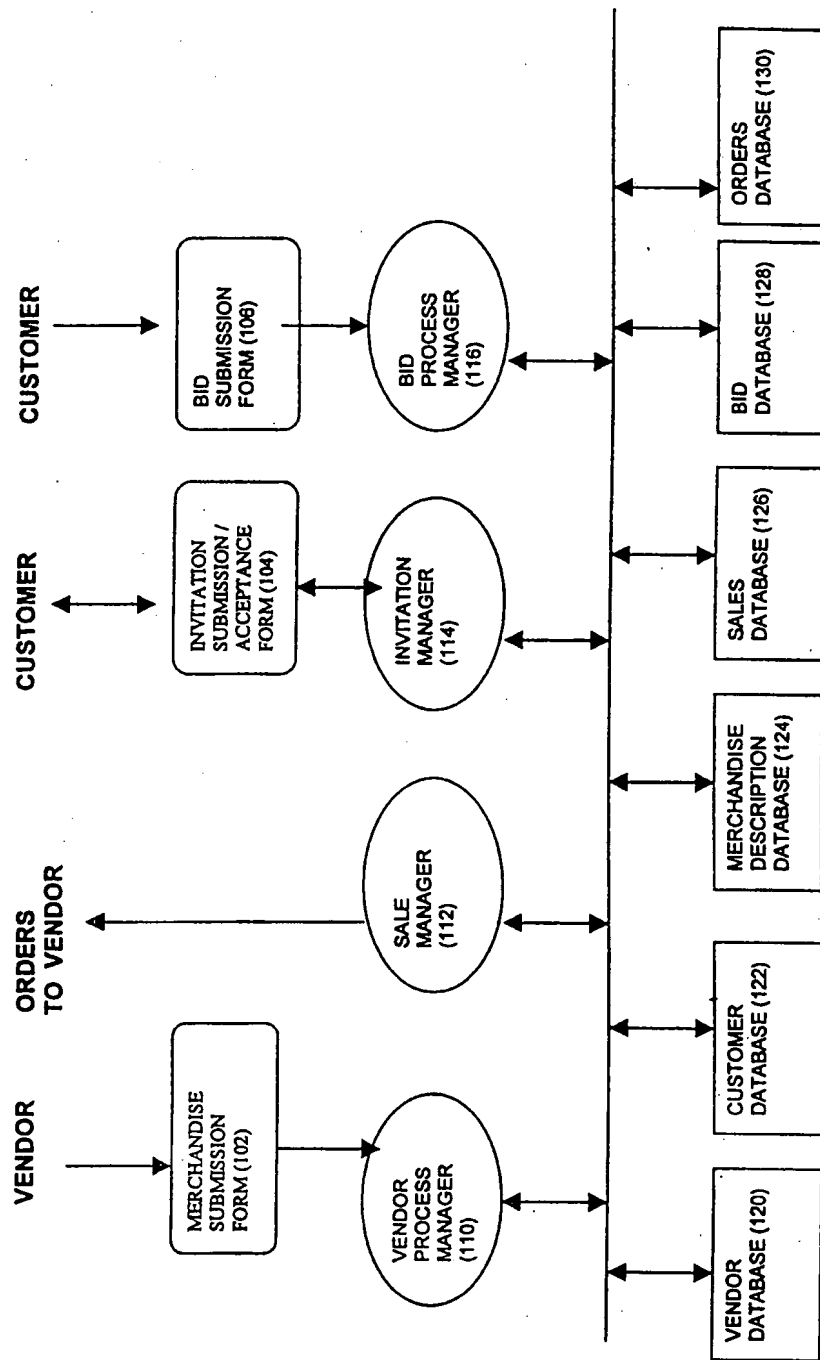 VENDOR
ORDERS
TO VENDOR
CUSTOMER
CUSTOMER
MERCHANDISE
SUBMISSION
FORM (102)
INVITATION
SUBMISSION /
ACCEPTANCE
FORM (104)
BID
SUBMISSION
FORM (106)
VENDOR
PROCESS
MANAGER
(110)
SALE
MANAGER
(112)
INVITATION
MANAGER
(114)
BID
PROCESS
MANAGER
(116)
VENDOR
DATABASE (120)
CUSTOMER
DATABASE (122)
MERCHANDISE
DESCRIPTION
DATABASE (124)
SALES
DATABASE (126)
BID
DATABASE (128)
ORDERS
DATABASE (130)